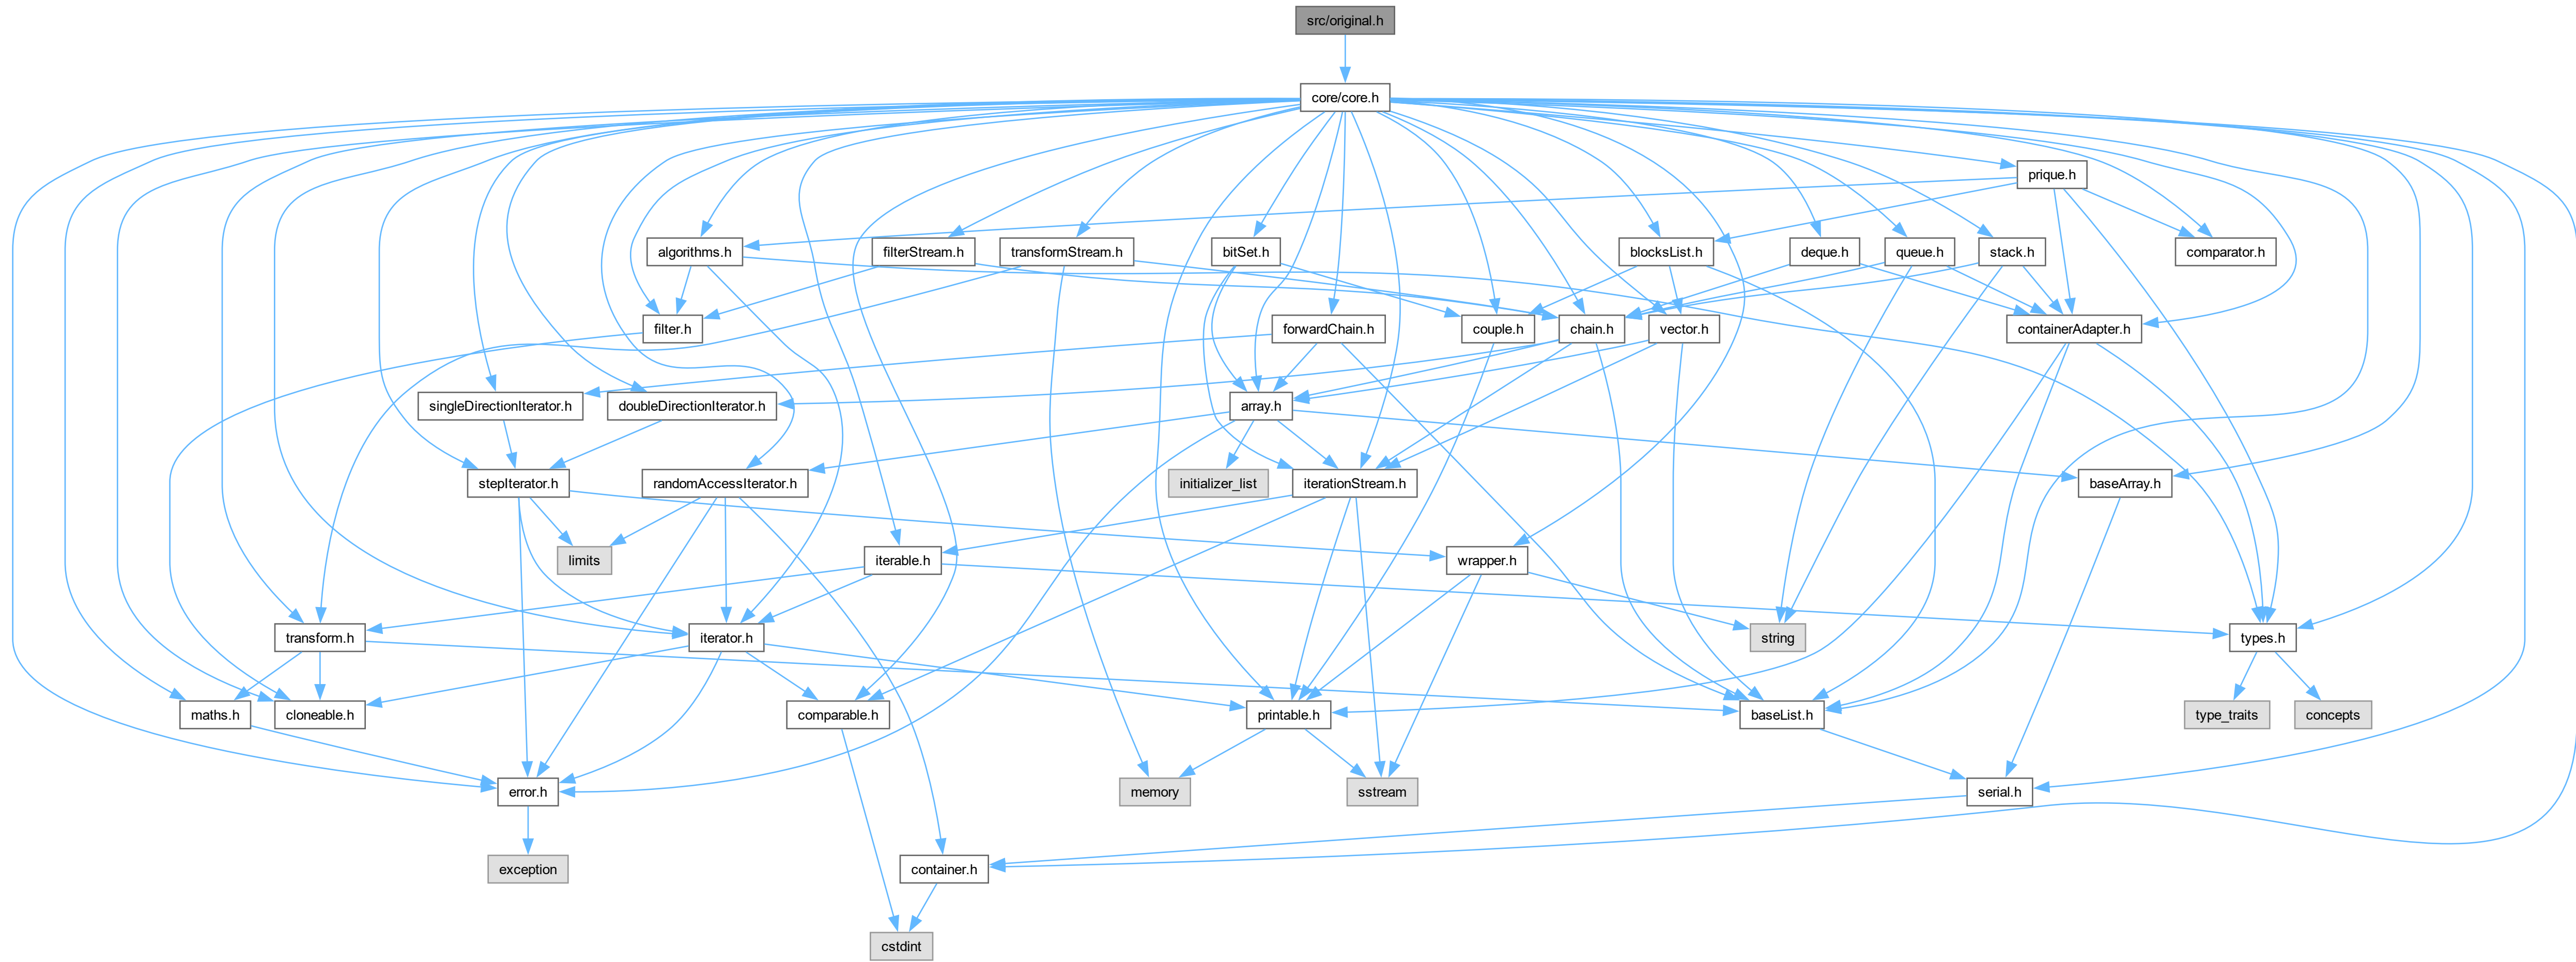 src/original.h
core/core.h
prique.h
algorithms.h
filterStream.h
transformStream.h
bitSet.h
blocksList.h
deque.h
queue.h
stack.h
comparator.h
filter.h
forwardChain.h
couple.h
chain.h
vector.h
containerAdapter.h
singleDirectionIterator.h
doubleDirectionIterator.h
array.h
stepIterator.h
randomAccessIterator.h
initializer_list
iterationStream.h
baseArray.h
limits
iterable.h
wrapper.h
transform.h
iterator.h
string
types.h
maths.h
cloneable.h
comparable.h
printable.h
baseList.h
type_traits
concepts
error.h
memory
sstream
serial.h
exception
container.h
cstdint